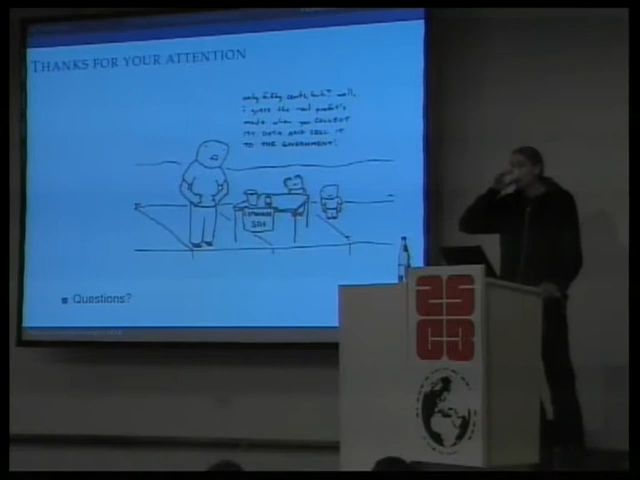 THANKS FOR YOUR ATTENTION
only fifty cents, huh? well,
i guess the real profit's
made when you COLLECT
MY DATA AND SELL IT
TO THE GOVERNMENT!
LEMONADE
50¢
Questions?
25
C3